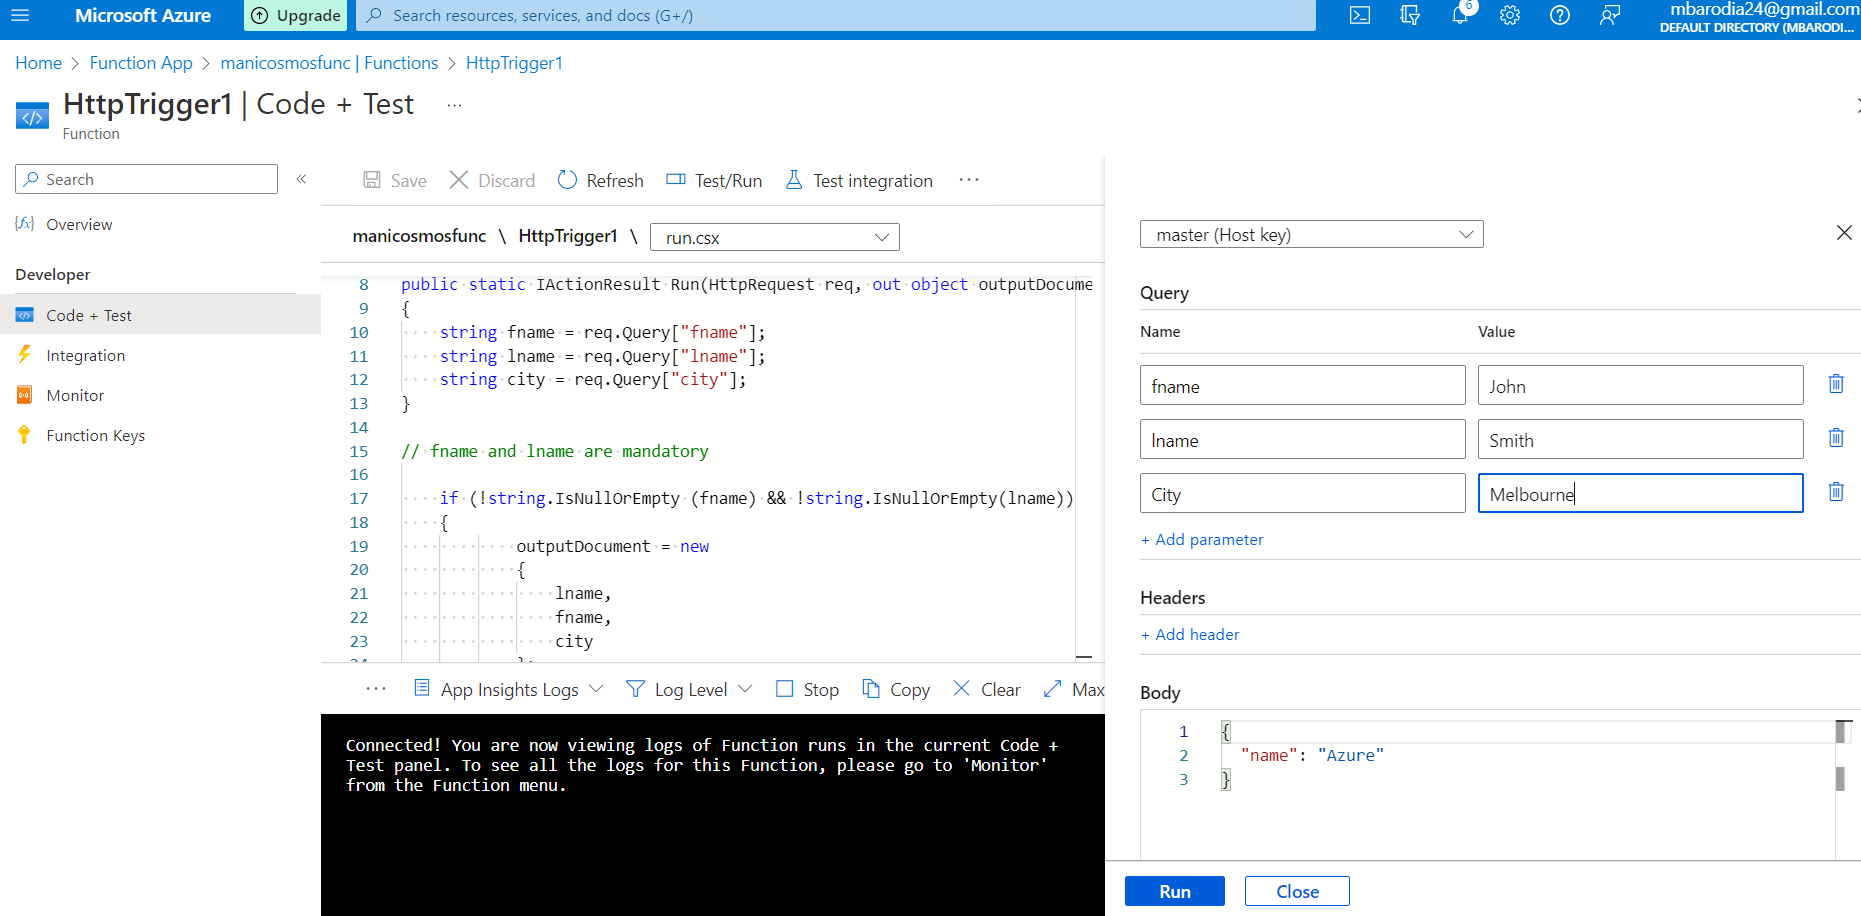 Microsoft Azure
Upgrade
Search resources, services, and docs (G+/)
6
mbarodia24@gmail.com
DEFAULT DIRECTORY (MBARODI...
Home > Function App > manicosmosfunc | Functions > HttpTrigger1
HttpTrigger1 | Code + Test ...
Function
Search
«
Overview
Developer
Code + Test
Integration
Monitor
Function Keys
Save Discard Refresh Test/Run Test integration ...
manicosmosfunc \ HttpTrigger1 \ run.csx
8 public static IActionResult Run(HttpRequest req, out object outputDocume
9 {
10 string fname = req.Query["fname"];
11 string lname = req.Query["lname"];
12 string city = req.Query["city"];
13 }
14
15 // fname and lname are mandatory
16
17 if (!string.IsNullOrEmpty (fname) && !string.IsNullOrEmpty(lname))
18 {
19 outputDocument = new
20 {
21 lname,
22 fname,
23 city
... App Insights Logs Log Level Stop Copy Clear Max
Connected! You are now viewing logs of Function runs in the current Code +
Test panel. To see all the logs for this Function, please go to 'Monitor'
from the Function menu.
master (Host key)
Query
Name Value
fname John
lname Smith
City Melbourne
+ Add parameter
Headers
+ Add header
Body
1 {
2 "name": "Azure"
3 }
Run Close